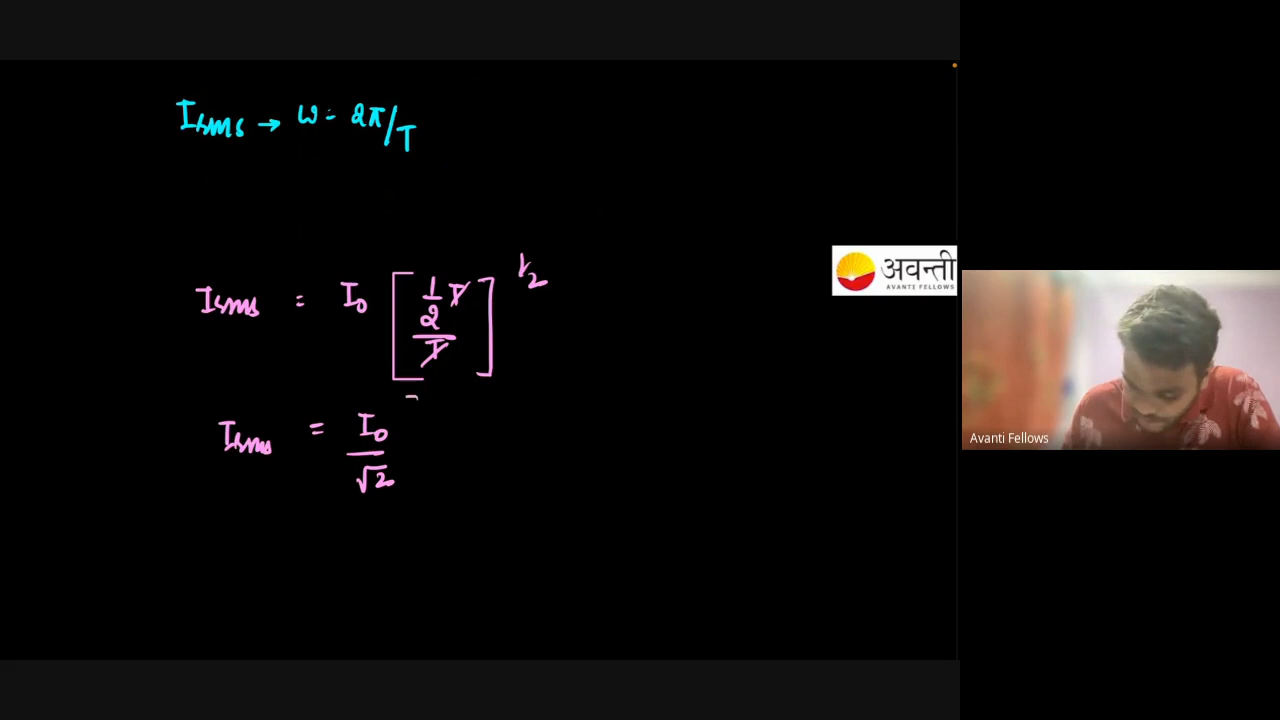 Irms → ω = 2π/T
Irms = I₀ [ (1/2 T) / T ]^1/2
Irms = I₀/√2
अवन्ती
AVANTI FELLOWS
Avanti Fellows